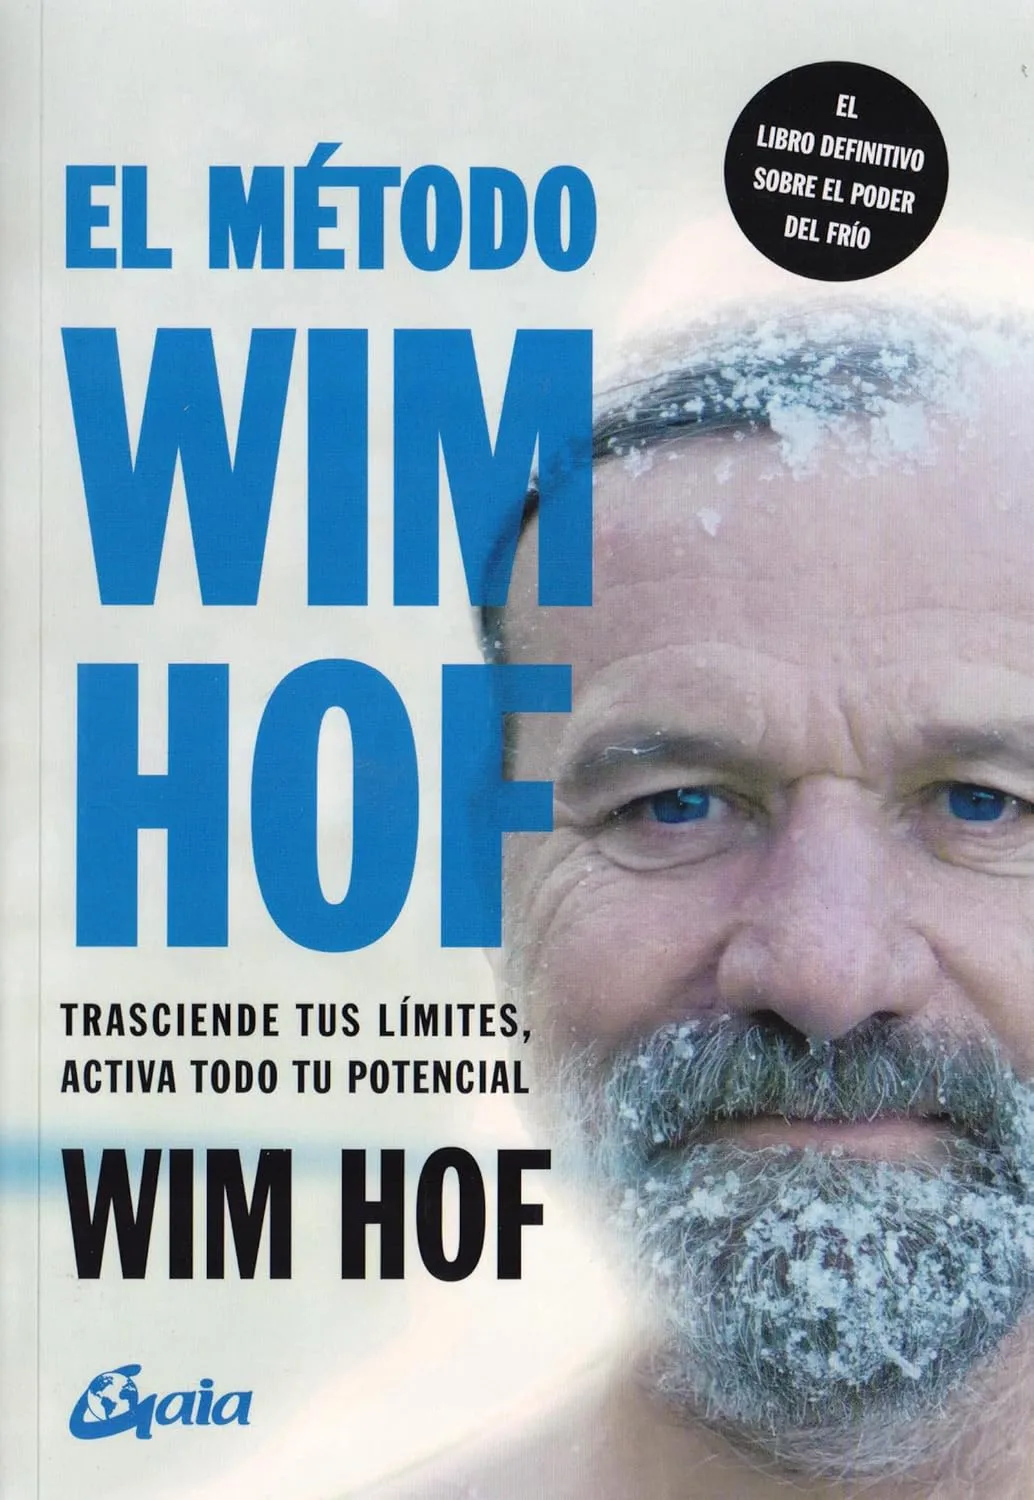 EL
LIBRO DEFINITIVO
SOBRE EL PODER
DEL FRÍO
EL MÉTODO
WIM
HOF
TRASCIENDE TUS LÍMITES,
ACTIVA TODO TU POTENCIAL
WIM HOF
Gaia